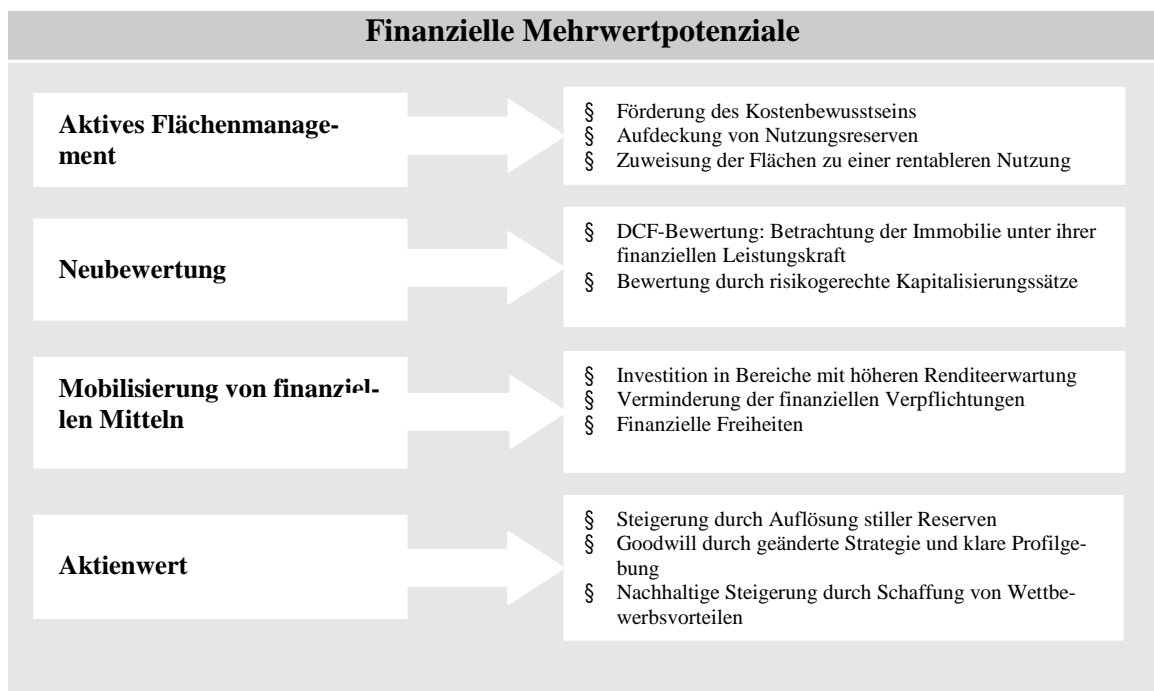 Finanzielle Mehrwertpotenziale
Aktives Flächenmanage-
ment
§ Förderung des Kostenbewusstseins
§ Aufdeckung von Nutzungsreserven
§ Zuweisung der Flächen zu einer rentableren Nutzung
Neubewertung
§ DCF-Bewertung: Betrachtung der Immobilie unter ihrer
finanziellen Leistungskraft
§ Bewertung durch risikogerechte Kapitalisierungssätze
Mobilisierung von finanziel-
len Mitteln
§ Investition in Bereiche mit höheren Renditeerwartung
§ Verminderung der finanziellen Verpflichtungen
§ Finanzielle Freiheiten
Aktienwert
§ Steigerung durch Auflösung stiller Reserven
§ Goodwill durch geänderte Strategie und klare Profilge-
bung
§ Nachhaltige Steigerung durch Schaffung von Wettbe-
werbsvorteilen